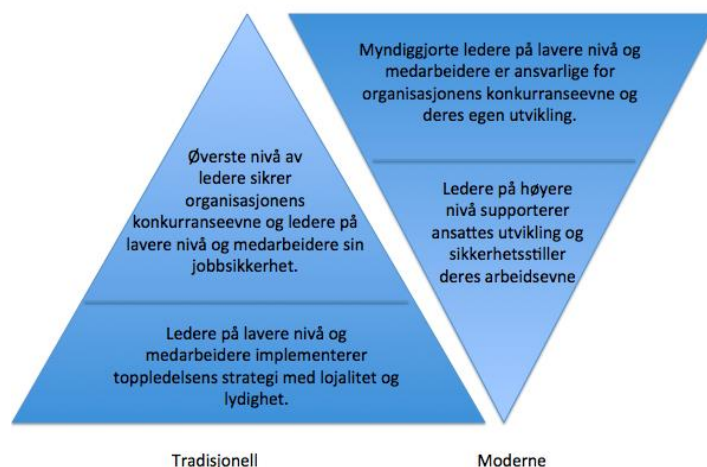 Øverste nivå av
ledere sikrer
organisasjonens
konkurranseevne og ledere på
lavere nivå og medarbeidere sin
jobbsikkerhet.
Ledere på lavere nivå og
medarbeidere implementerer
toppledelsens strategi med lojalitet og
lydighet.
Tradisjonell
Myndiggjorte ledere på lavere nivå og
medarbeidere er ansvarlige for
organisasjonens konkurranseevne og
deres egen utvikling.
Ledere på høyere
nivå supporterer
ansattes utvikling og
sikkerhetsstiller
deres arbeidsevne
Moderne